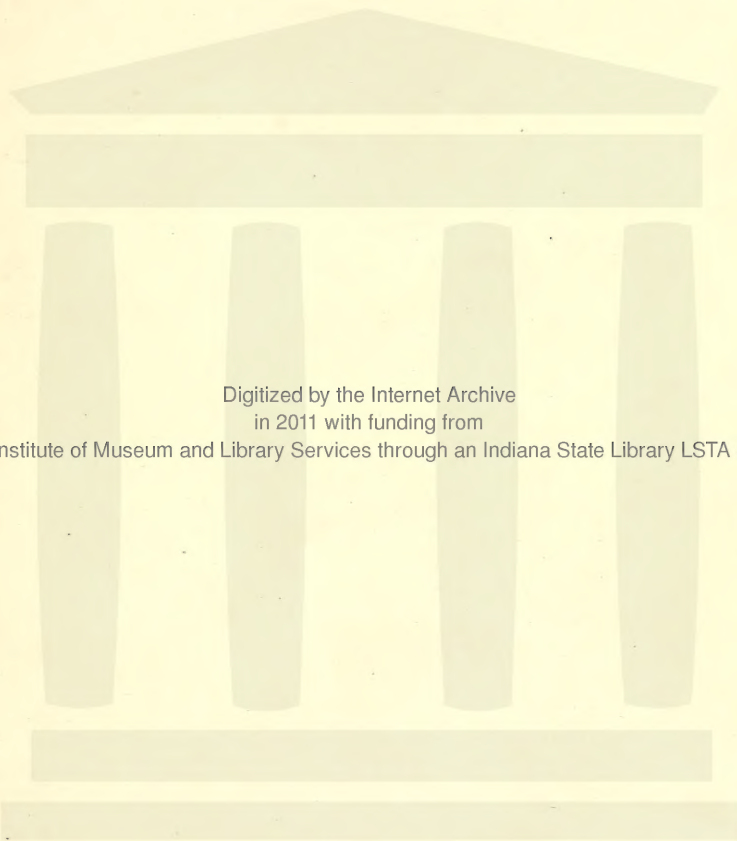 Digitized by the Internet Archive
in 2011 with funding from
nstitute of Museum and Library Services through an Indiana State Library LSTA